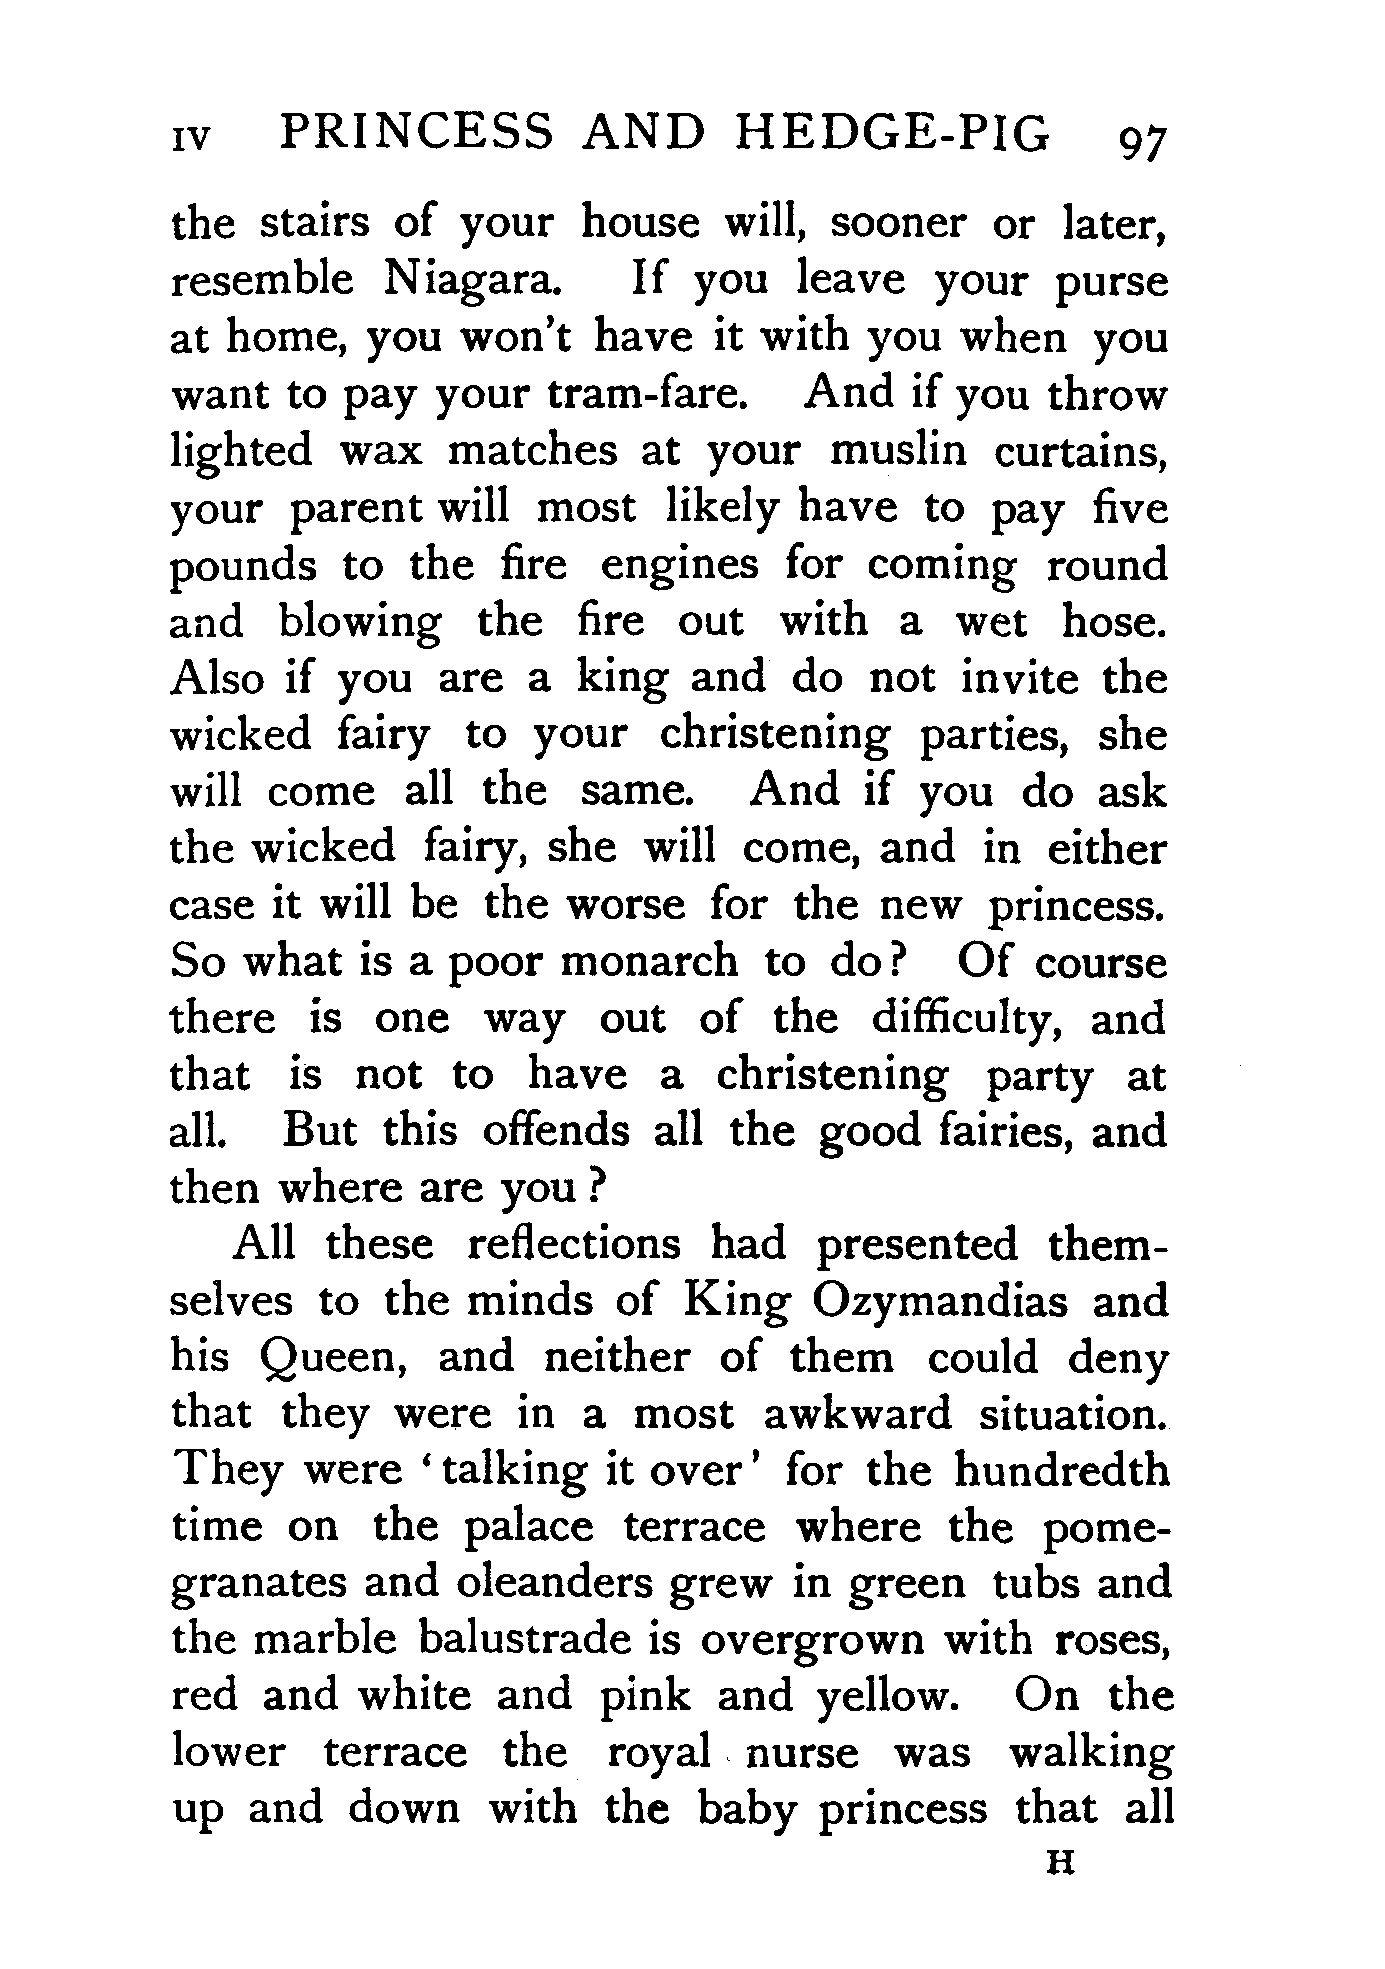 IV PRINCESS AND HEDGE-PIG 97
the stairs of your house will, sooner or later,
resemble Niagara. If you leave your purse
at home, you won't have it with you when you
want to pay your tram-fare. And if you throw
lighted wax matches at your muslin curtains,
your parent will most likely have to pay five
pounds to the fire engines for coming round
and blowing the fire out with a wet hose.
Also if you are a king and do not invite the
wicked fairy to your christening parties, she
will come all the same. And if you do ask
the wicked fairy, she will come, and in either
case it will be the worse for the new princess.
So what is a poor monarch to do? Of course
there is one way out of the difficulty, and
that is not to have a christening party at
all. But this offends all the good fairies, and
then where are you?
All these reflections had presented them-
selves to the minds of King Ozymandias and
his Queen, and neither of them could deny
that they were in a most awkward situation.
They were ‘talking it over’ for the hundredth
time on the palace terrace where the pome-
granates and oleanders grew in green tubs and
the marble balustrade is overgrown with roses,
red and white and pink and yellow. On the
lower terrace the royal nurse was walking
up and down with the baby princess that all
H